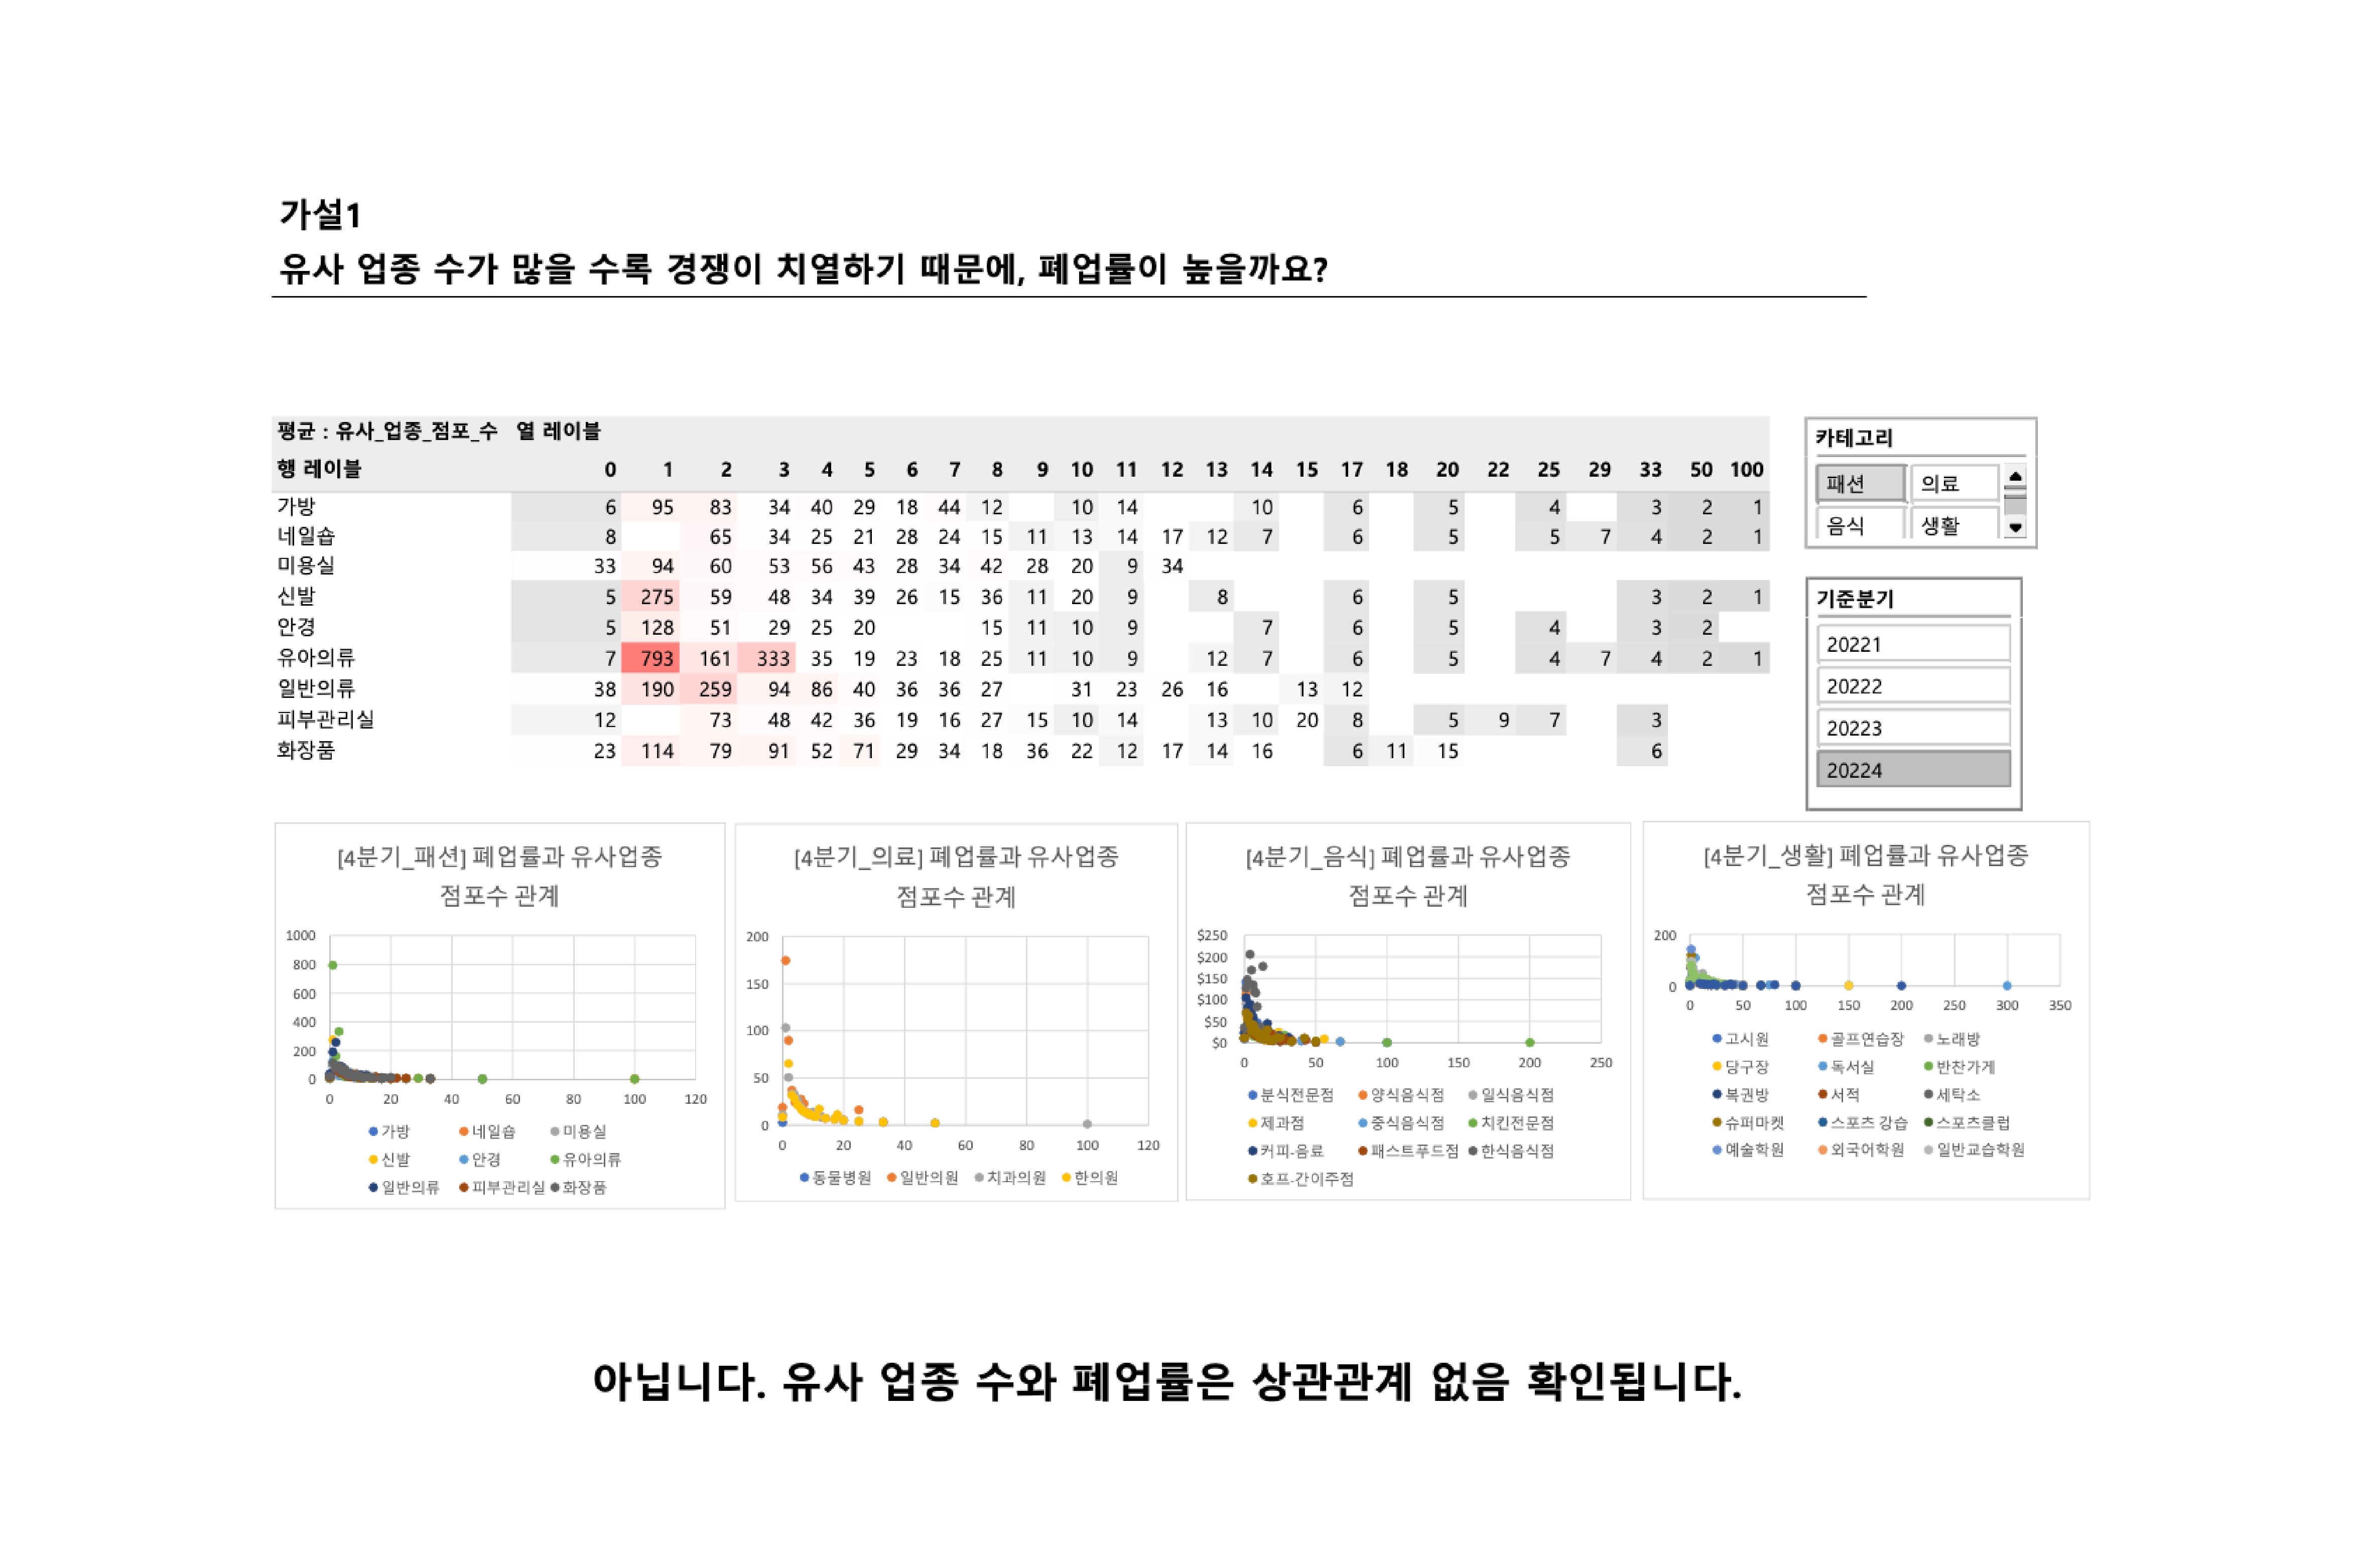 가설1
유사 업종 수가 많을 수록 경쟁이 치열하기 때문에, 폐업률이 높을까요?
평균 : 유사_업종_점포_수 열 레이블
행 레이블 0 1 2 3 4 5 6 7 8 9 10 11 12 13 14 15 17 18 20 22 25 29 33 50 100
가방 6 95 83 34 40 29 18 44 12 10 14 10 6 5 4 3 2 1
네일숍 8 65 34 25 21 28 24 15 11 13 14 17 12 7 6 5 5 7 4 2 1
미용실 33 94 60 53 56 43 28 34 42 28 20 9 34
신발 5 275 59 48 34 39 26 15 36 11 20 9 8 6 5 3 2 1
안경 5 128 51 29 25 20 15 11 10 9 7 6 5 4 3 2
유아의류 7 793 161 333 35 19 23 18 25 11 10 9 12 7 6 5 4 7 4 2 1
일반의류 38 190 259 94 86 40 36 36 27 31 23 26 16 13 12
피부관리실 12 73 48 42 36 19 16 27 15 10 14 13 10 20 8 5 9 7 3
화장품 23 114 79 91 52 71 29 34 18 36 22 12 17 14 16 6 11 15 6
카테고리
패션 의료
음식 생활
기준분기
20221
20222
20223
20224
[4분기_패션] 폐업률과 유사업종
점포수 관계
1000
800
600
400
200
0
0 20 40 60 80 100 120
가방 네일숍 미용실
신발 안경 유아의류
일반의류 피부관리실 화장품
[4분기_의료] 폐업률과 유사업종
점포수 관계
200
150
100
50
0
0 20 40 60 80 100 120
동물병원 일반의원 치과의원 한의원
[4분기_음식] 폐업률과 유사업종
점포수 관계
$250
$200
$150
$100
$50
$0
0 50 100 150 200 250
분식전문점 양식음식점 일식음식점
제과점 중식음식점 치킨전문점
커피-음료 패스트푸드점 한식음식점
호프-간이주점
[4분기_생활] 폐업률과 유사업종
점포수 관계
200
0
0 50 100 150 200 250 300 350
고시원 골프연습장 노래방
당구장 독서실 반찬가게
복권방 서적 세탁소
슈퍼마켓 스포츠 강습 스포츠클럽
예술학원 외국어학원 일반교습학원
아닙니다. 유사 업종 수와 폐업률은 상관관계 없음 확인됩니다.